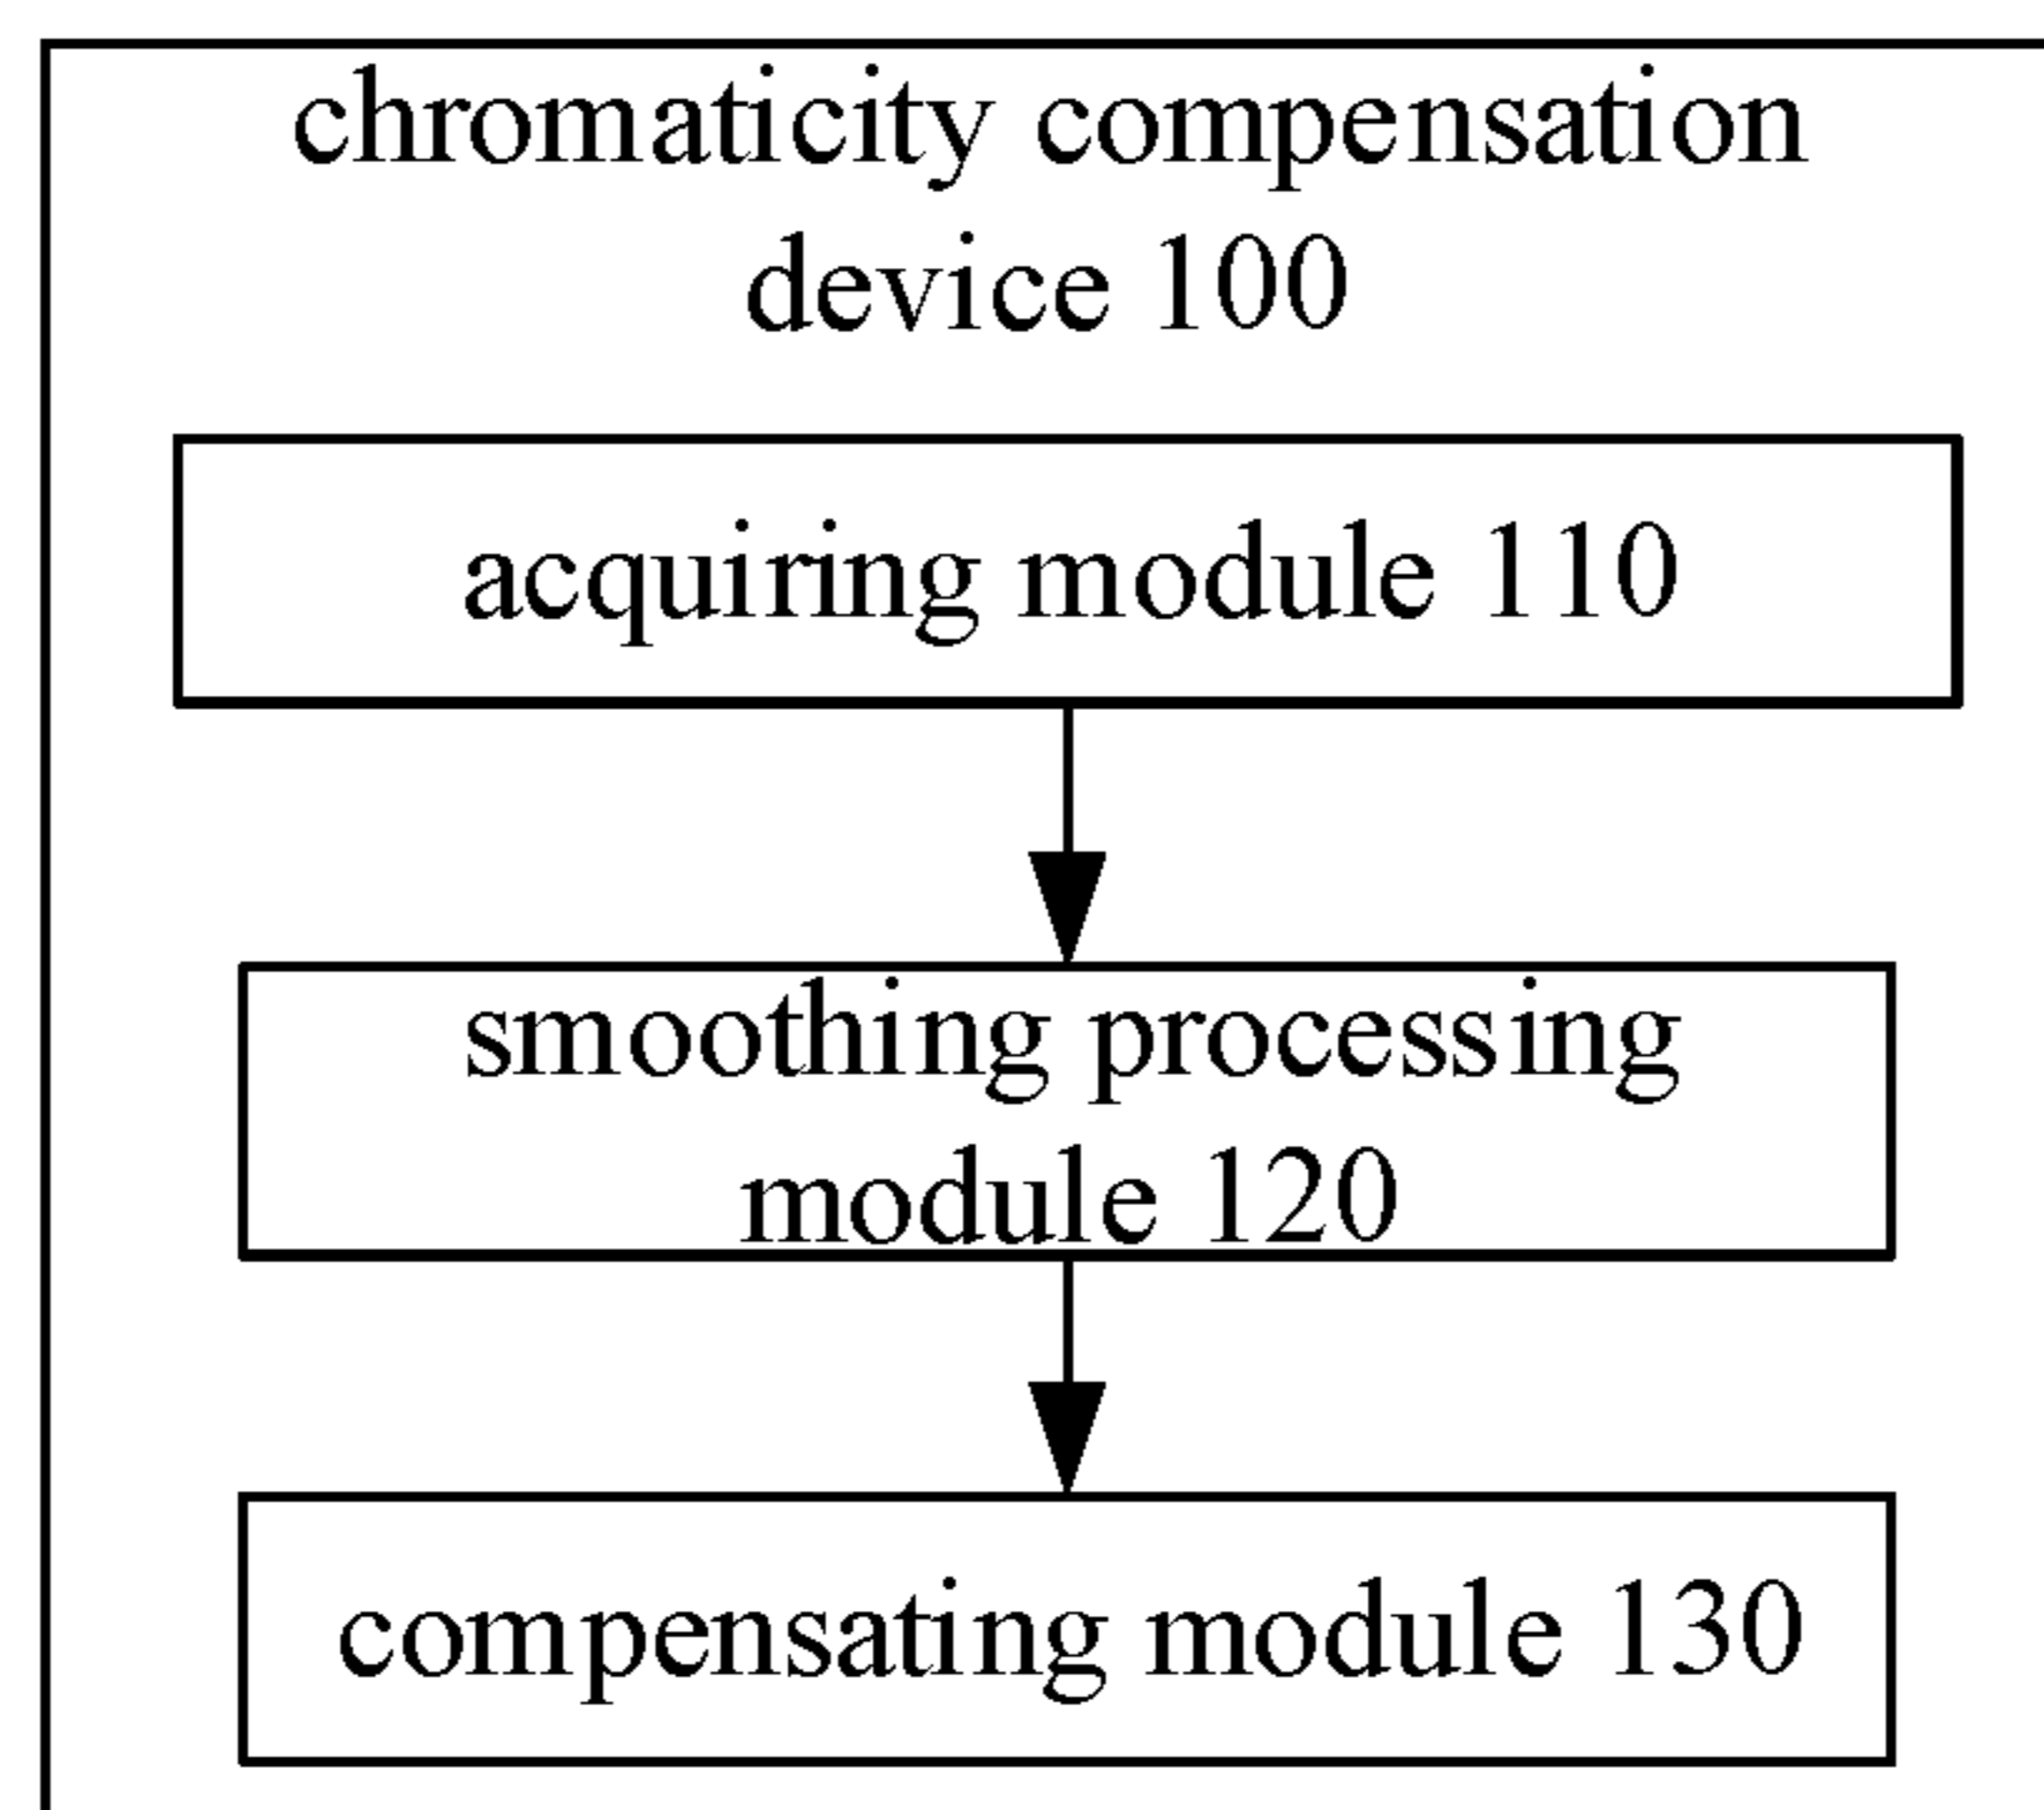 chromaticity compensation
device 100
acquiring module 110
smoothing processing
module 120
compensating module 130